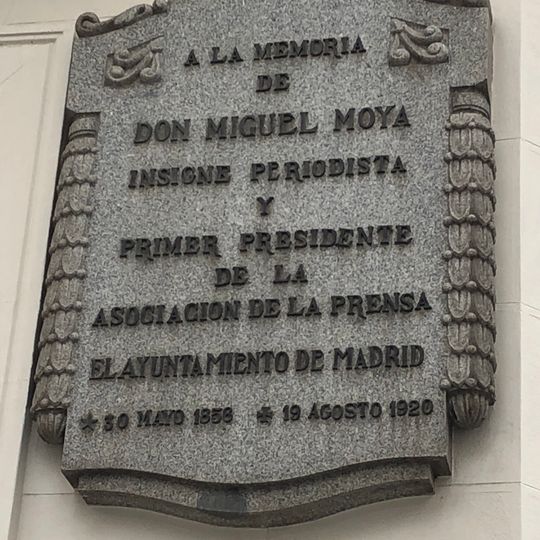 A LA MEMORIA
DE
DON MIGUEL MOYA
INSIGNE PERIODISTA
Y
PRIMER PRESIDENTE
DE LA
ASOCIACION DE LA PRENSA
EL AYUNTAMIENTO DE MADRID
★ 30 MAYO 1856 ✠ 19 AGOSTO 1920